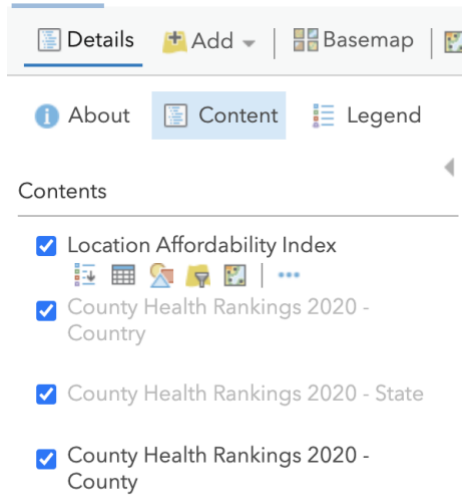 Details Add Basemap
About Content Legend
Contents
Location Affordability Index
County Health Rankings 2020 -
Country
County Health Rankings 2020 - State
County Health Rankings 2020 -
County